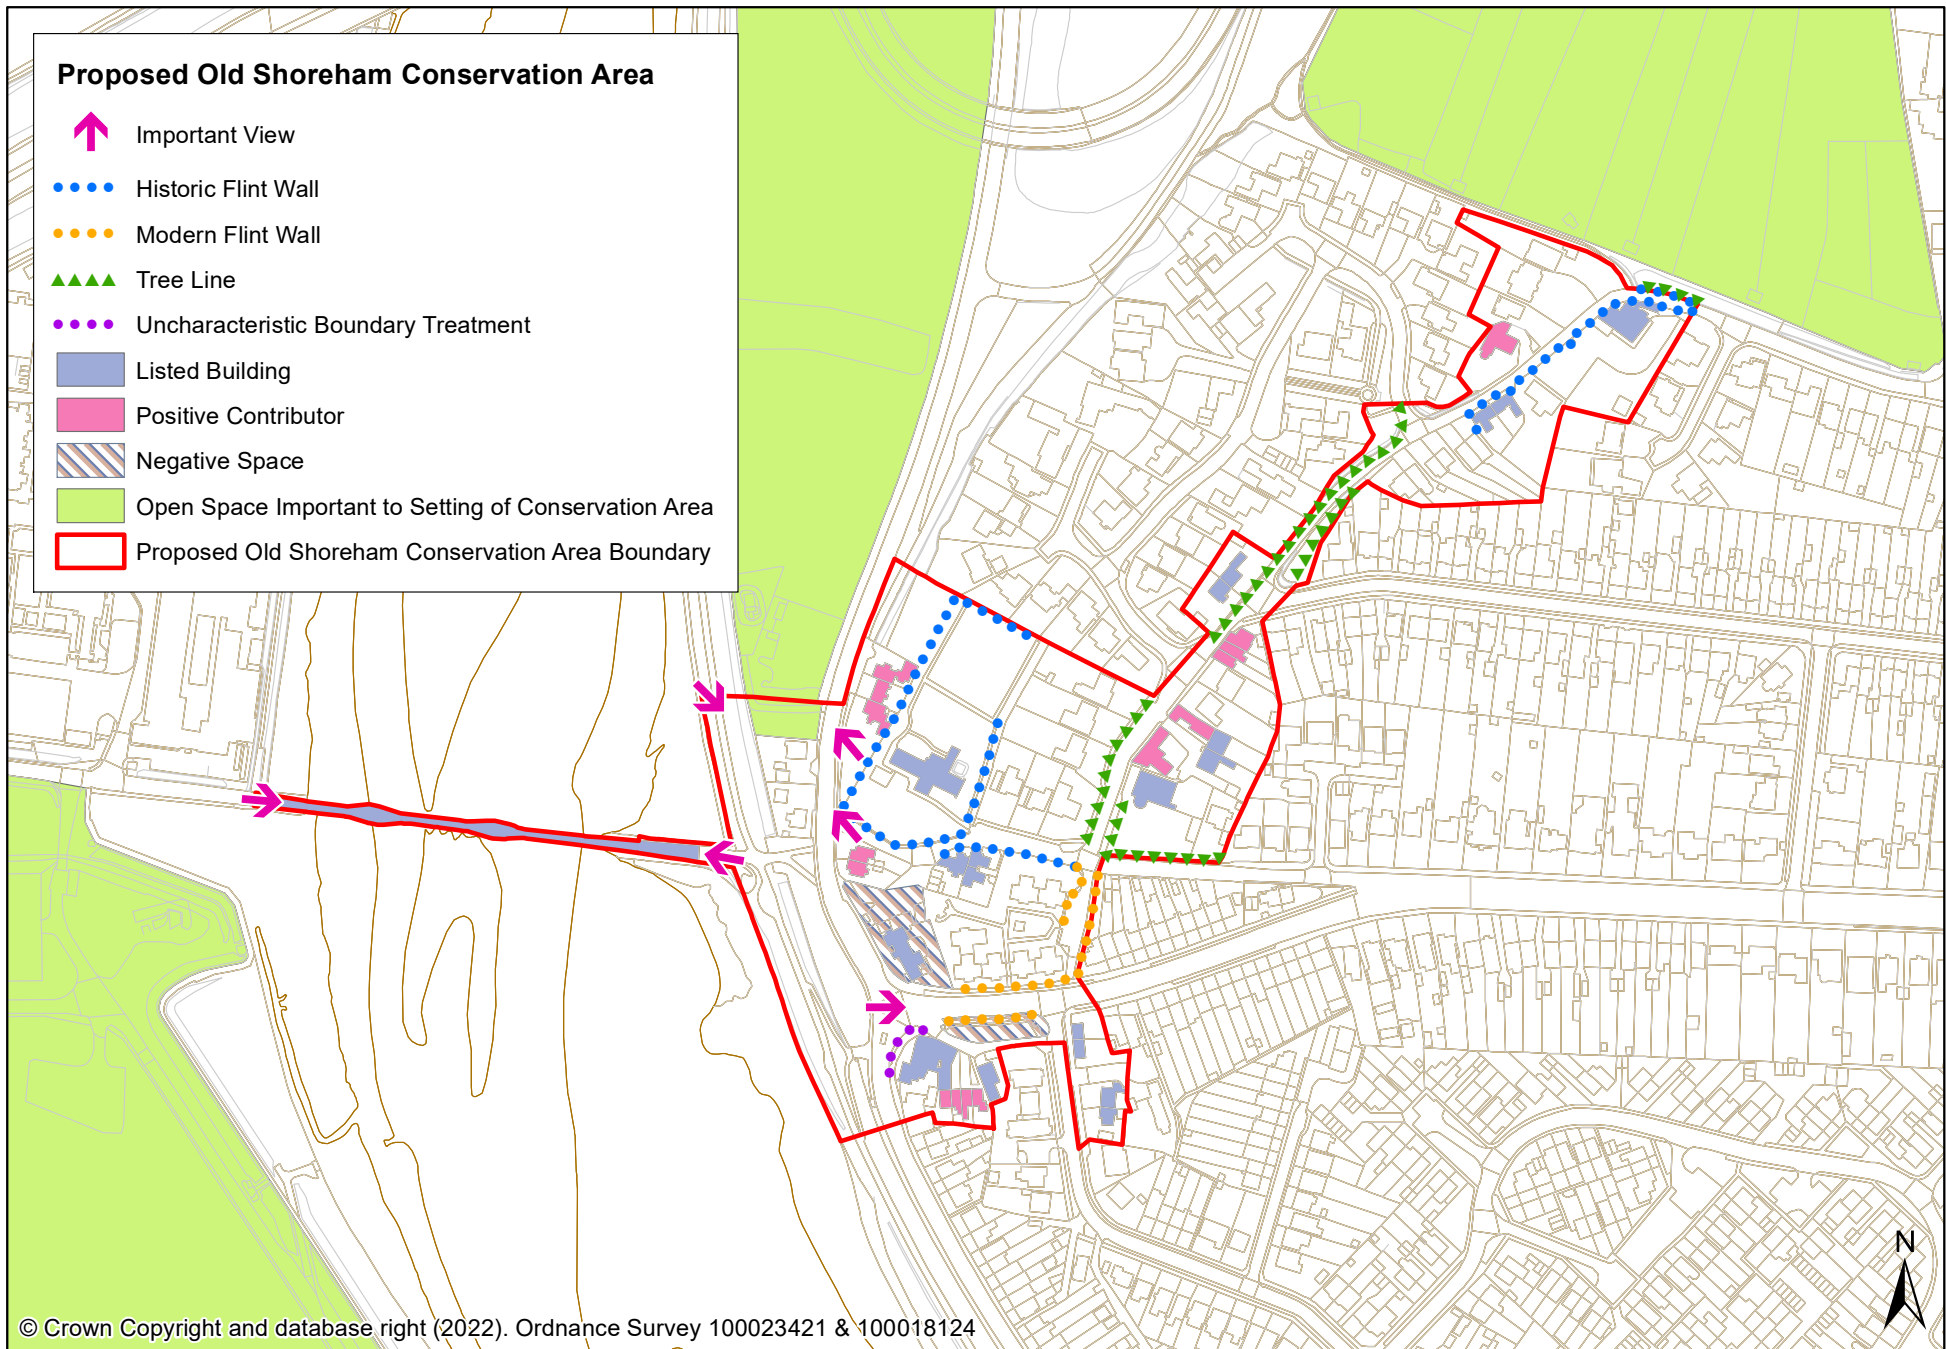 Proposed Old Shoreham Conservation Area
Important View
Historic Flint Wall
Modern Flint Wall
Tree Line
Uncharacteristic Boundary Treatment
Listed Building
Positive Contributor
Negative Space
Open Space Important to Setting of Conservation Area
Proposed Old Shoreham Conservation Area Boundary
N
© Crown Copyright and database right (2022). Ordnance Survey 100023421 & 100018124